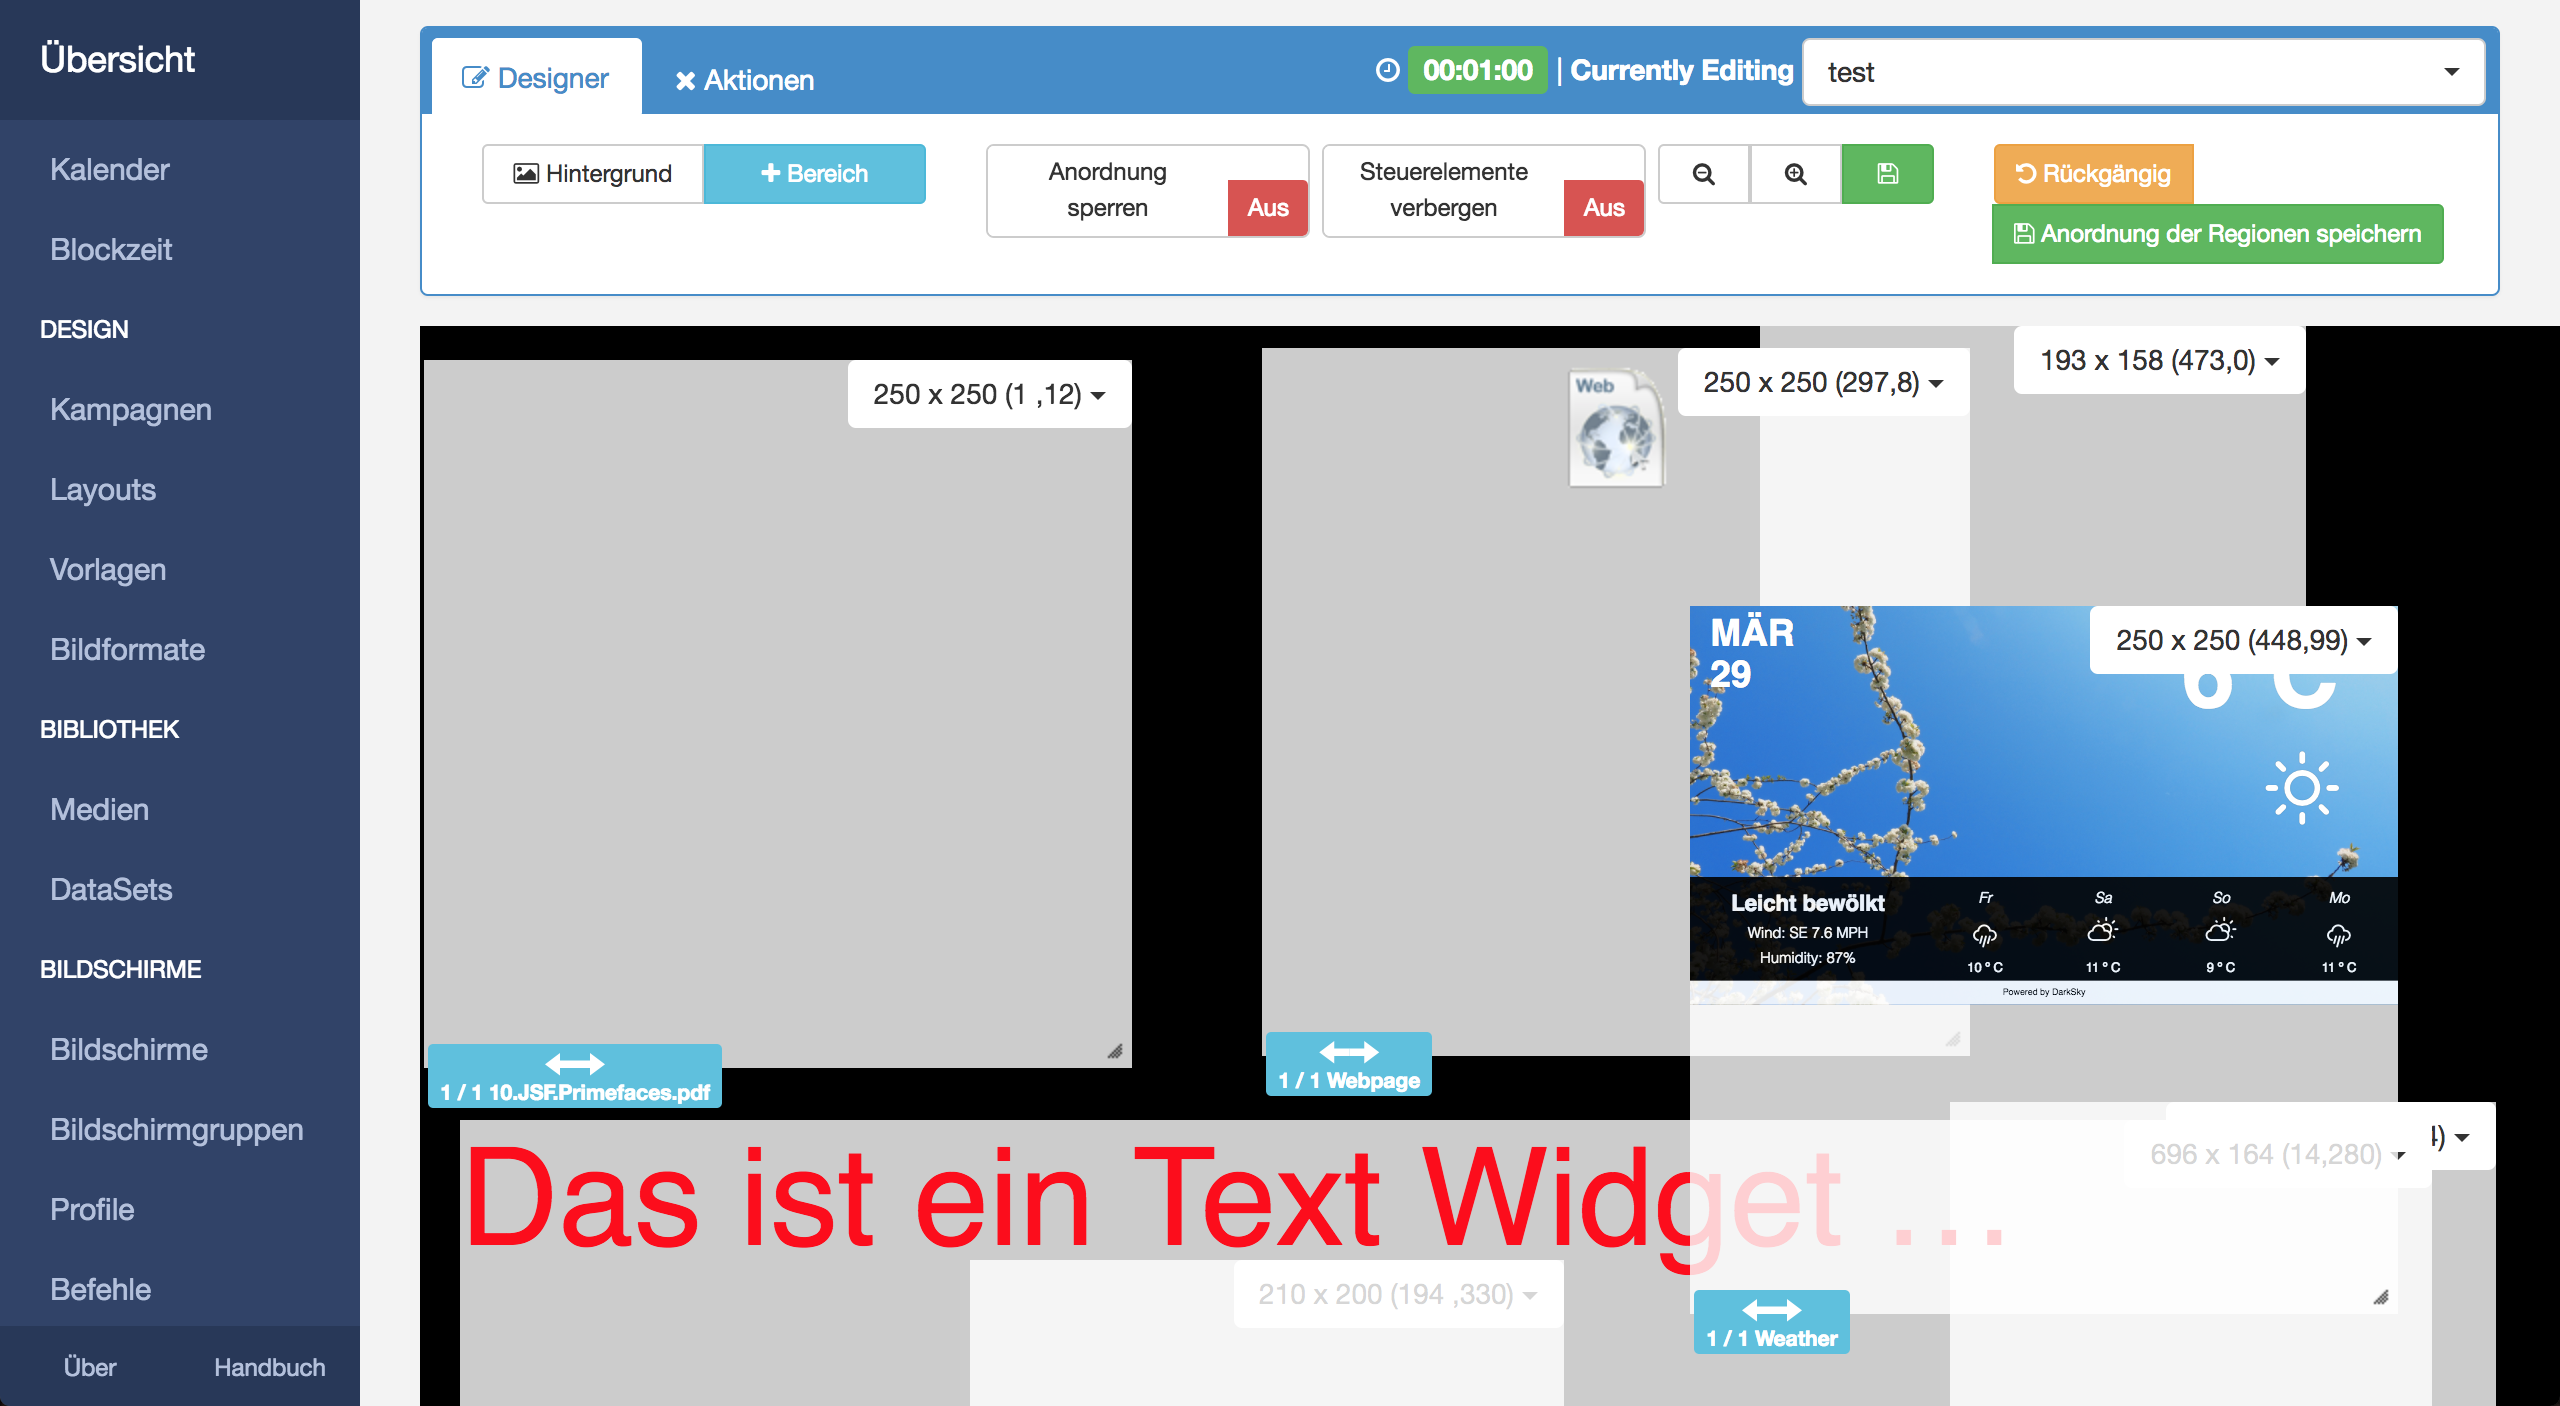 Übersicht
Kalender
Blockzeit
DESIGN
Kampagnen
Layouts
Vorlagen
Bildformate
BIBLIOTHEK
Medien
DataSets
BILDSCHIRME
Bildschirme
Bildschirmgruppen
Profile
Befehle
Über
Handbuch
Designer
Aktionen
00:01:00 | Currently Editing
test
Hintergrund
Bereich
Anordnung
sperren
Aus
Steuerelemente
verbergen
Aus
Rückgängig
Anordnung der Regionen speichern
250 x 250 (1 ,12)
Web
250 x 250 (297,8)
193 x 158 (473,0)
MÄR
29
250 x 250 (448,99)
6 ° C
Leicht bewölkt
Wind: SE 7.6 MPH
Humidity: 87%
Fr
Sa
So
Mo
10 ° C
11 ° C
9 ° C
11 ° C
Powered by DarkSky
1 / 1 10.JSF.Primefaces.pdf
1 / 1 Webpage
Das ist ein Text Widget ...
4)
696 x 164 (14,280)
210 x 200 (194 ,330)
1 / 1 Weather